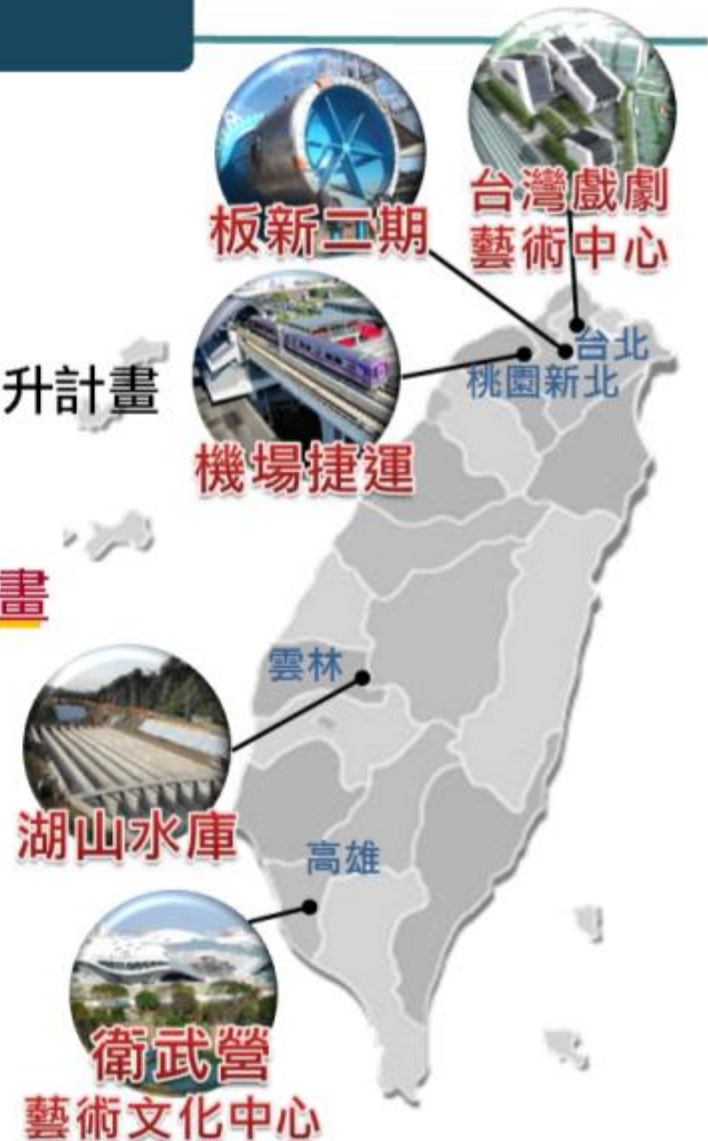 板新二期
台灣戲劇
藝術中心
台北
桃園新北
升計畫
機場捷運
畫
雲林
湖山水庫
高雄
衛武營
藝術文化中心